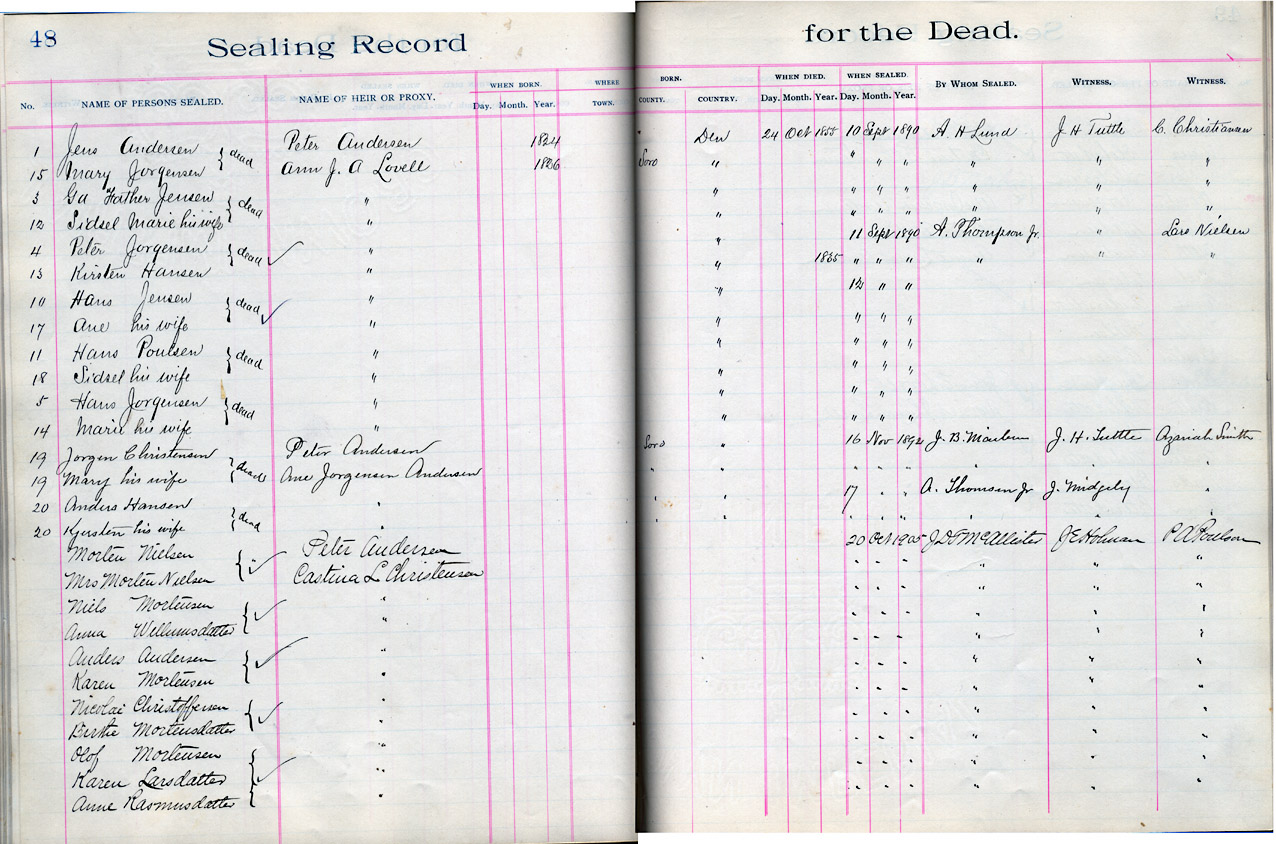 48 Sealing Record for the Dead.
WHEN BORN. WHERE BORN. WHEN DIED. WHEN SEALED.
No. NAME OF PERSONS SEALED. NAME OF HEIR OR PROXY. Day. Month. Year. TOWN. COUNTY. COUNTRY. Day. Month. Year. Day. Month. Year. BY WHOM SEALED. WITNESS. WITNESS.
1 Jens Andersen } dead Peter Andersen 1824 " Den 24 Oct 1855 10 Sept 1890 A. H Lund J H Tuttle C. Christiansen
15 Mary Jorgensen Ann J. A Lovell 1826 Soro " " " " " " "
3 Gd Father Jensen } dead " " " " " " " "
12 Sidsel Marie his wife " " " " " " " "
4 Peter Jorgensen } dead ✓ " " 11 Sept 1890 A. Thompson Jr. " Lars Nielsen
13 Kirsten Hansen " " 1835 " " " " " "
10 Hans Jensen } dead ✓ " " 12 " "
17 Ane his wife " " " " "
11 Hans Poulsen } dead " " " " "
18 Sidsel his wife " " " " "
5 Hans Jorgensen } dead " " " " "
14 Marie his wife " " " " "
19 Jorgen Christensen } dead Peter Andersen Soro " 16 Nov 1892 J. H. Tuttle Azariah Smith
19 Mary his wife Ane Jorgensen Andersen " " " " " " " "
20 Anders Hansen } dead " " " 17 " " A. Thomson Jr J. Midgely "
20 Kjersten his wife " " " " " " " " "
Morten Nielsen } ✓ Peter Andersen 20 Oct 1905 J D T McAllister J E Holman P A Poulson
Mrs Morten Nielsen Castina L Christensen " " " " " "
Niels Mortensen } ✓ " " " " " " "
Anna Wellumsdatter " " " " " " "
Anders Andersen } ✓ " " " " " " "
Karen Mortensen " " " " " " "
Nicolai Christoffersen } ✓ " " " " " " "
Birthe Mortensdatter " " " " " " "
Olof Mortensen } ✓ " " " " " " "
Karen Larsdatter " " " " " " "
Anne Rasmusdatter " " " " " " "